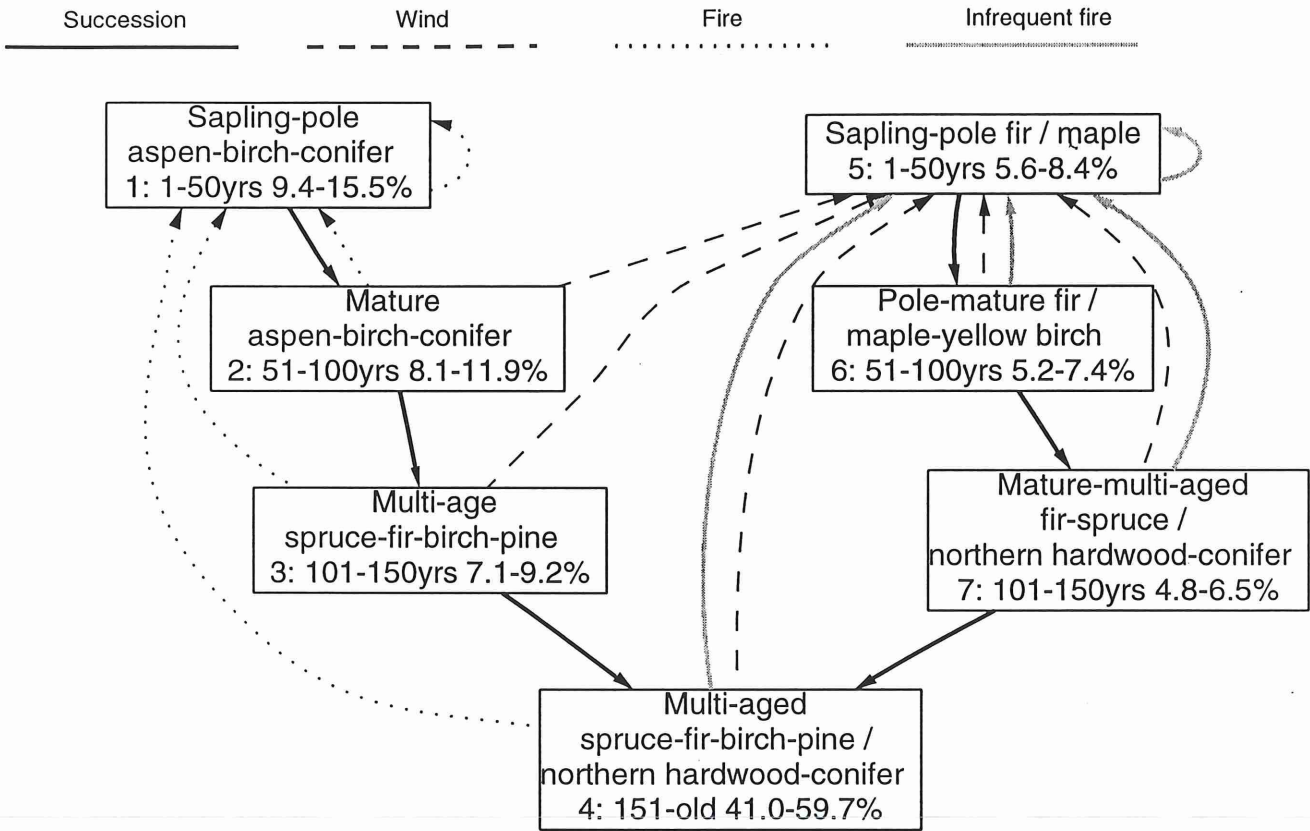 Succession
Wind
Fire
Infrequent fire
Sapling-pole
aspen-birch-conifer
1: 1-50yrs 9.4-15.5%
Sapling-pole fir / maple
5: 1-50yrs 5.6-8.4%
Mature
aspen-birch-conifer
2: 51-100yrs 8.1-11.9%
Pole-mature fir /
maple-yellow birch
6: 51-100yrs 5.2-7.4%
Multi-age
spruce-fir-birch-pine
3: 101-150yrs 7.1-9.2%
Mature-multi-aged
fir-spruce /
northern hardwood-conifer
7: 101-150yrs 4.8-6.5%
Multi-aged
spruce-fir-birch-pine /
northern hardwood-conifer
4: 151-old 41.0-59.7%